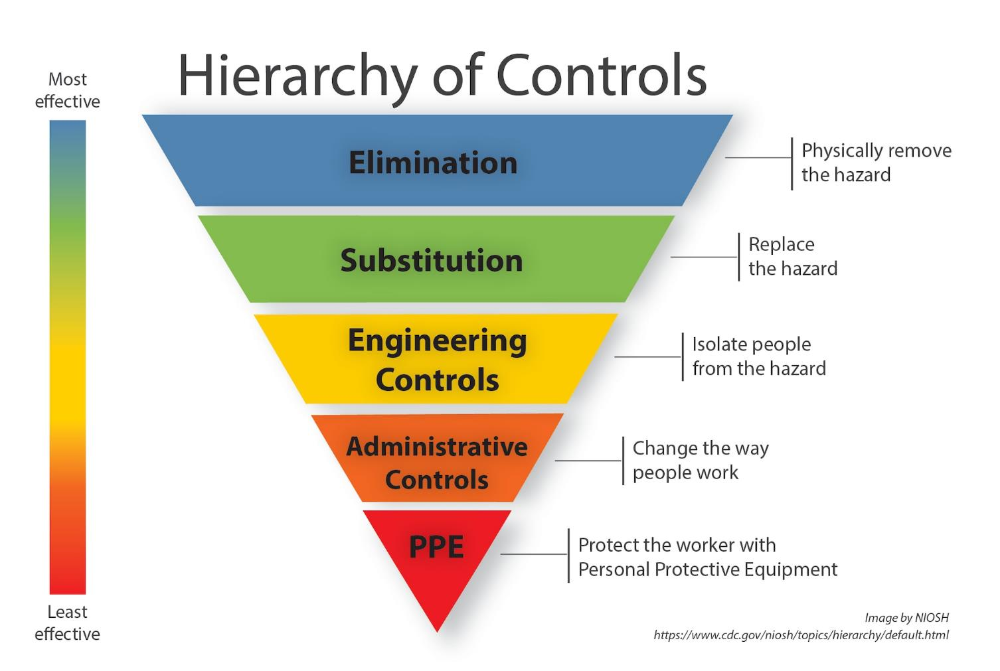 Hierarchy of Controls
Most
effective
Elimination
Physically remove
the hazard
Substitution
Replace
the hazard
Engineering
Controls
Isolate people
from the hazard
Administrative
Controls
Change the way
people work
PPE
Protect the worker with
Personal Protective Equipment
Least
effective
Image by NIOSH
https://www.cdc.gov/niosh/topics/hierarchy/default.html